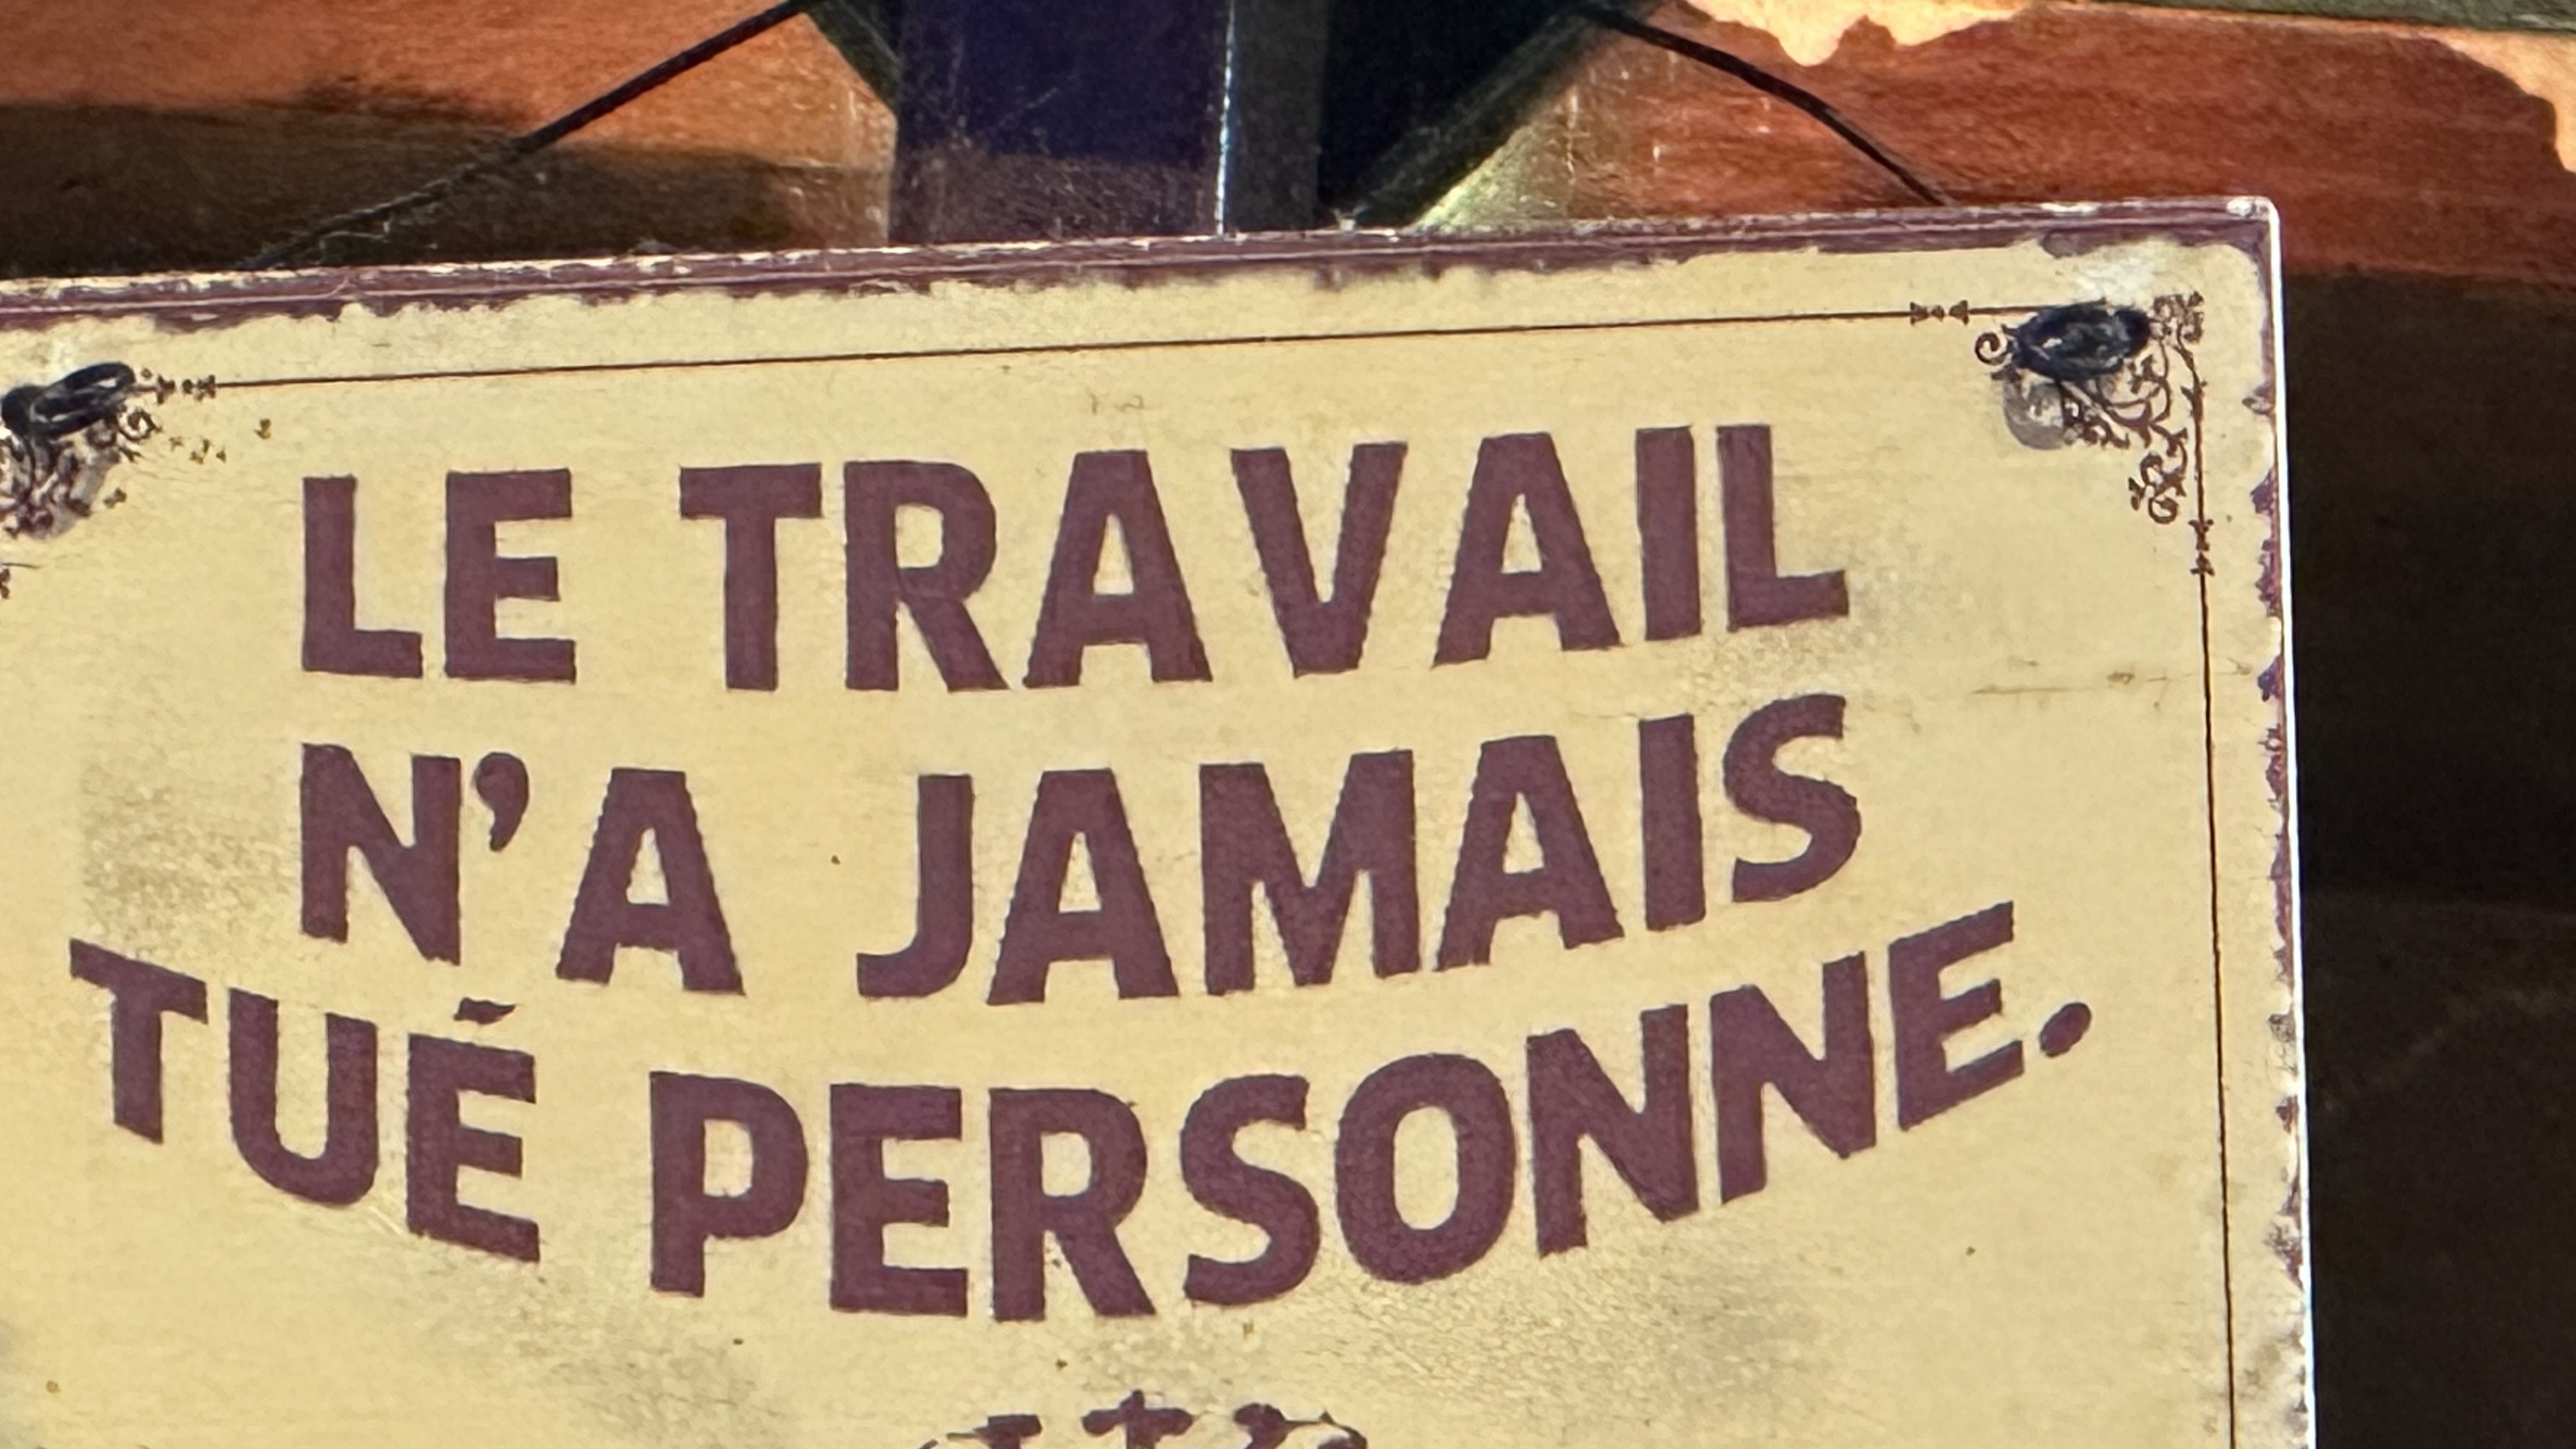 LE TRAVAIL
N’A JAMAIS
TUÉ PERSONNE.